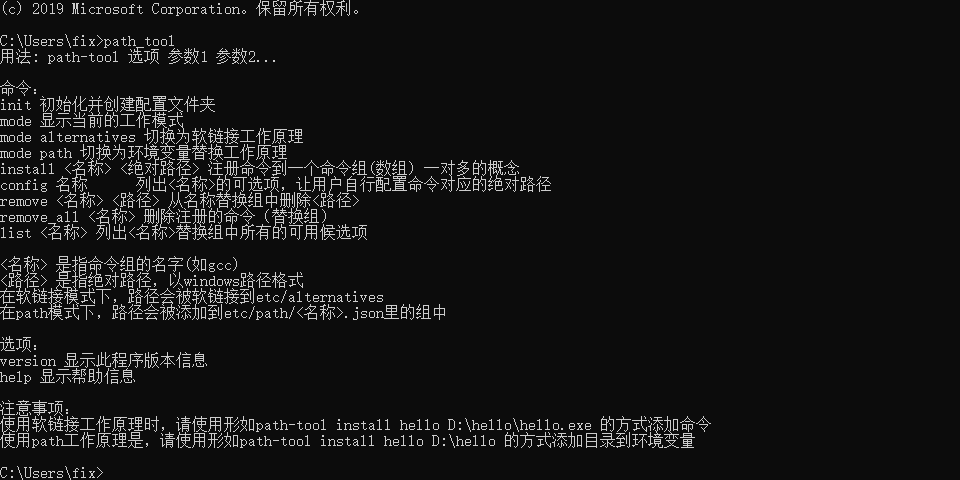 (c) 2019 Microsoft Corporation。保留所有权利。
C:\Users\fix>path_tool
用法: path-tool 选项 参数1 参数2...
命令:
init 初始化并创建配置文件夹
mode 显示当前的工作模式
mode alternatives 切换为软链接工作原理
mode path 切换为环境变量替换工作原理
install <名称> <绝对路径> 注册命令到一个命令组(数组) 一对多的概念
config 名称      列出<名称>的可选项, 让用户自行配置命令对应的绝对路径
remove <名称> <路径> 从名称替换组中删除<路径>
remove_all <名称> 删除注册的命令 (替换组)
list <名称> 列出<名称>替换组中所有的可用候选项
<名称> 是指命令组的名字(如gcc)
<路径> 是指绝对路径, 以windows路径格式
在软链接模式下, 路径会被软链接到etc/alternatives
在path模式下, 路径会被添加到etc/path/<名称>.json里的组中
选项:
version 显示此程序版本信息
help 显示帮助信息
注意事项:
使用软链接工作原理时, 请使用形如path-tool install hello D:\hello\hello.exe 的方式添加命令
使用path工作原理是, 请使用形如path-tool install hello D:\hello 的方式添加目录到环境变量
C:\Users\fix>